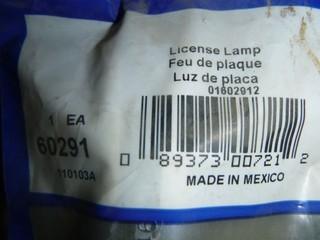 License Lamp
Feu de plaque
Luz de placa
01602912
1 EA
60291
110103A
0 89373 00721 2
MADE IN MEXICO